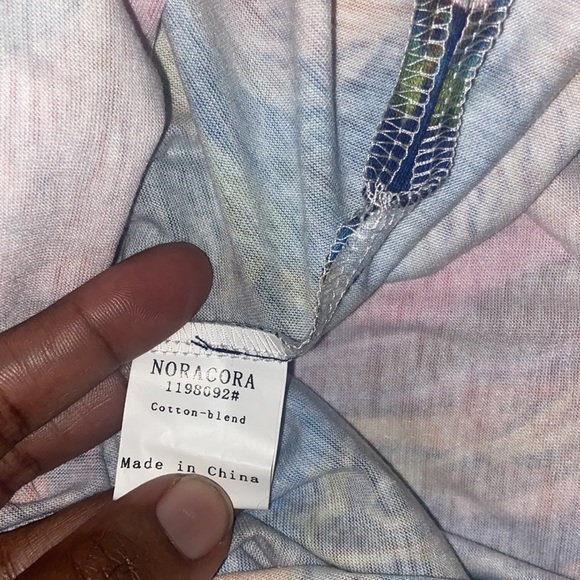 NORACORA
1198092#
Cotton-blend
Made in China